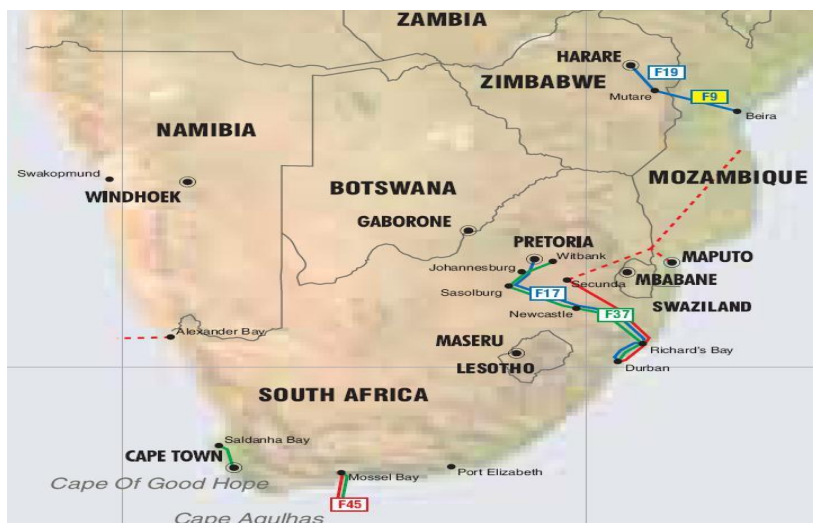 ZAMBIA
HARARE
F19
ZIMBABWE
Mutare
F9
Beira
NAMIBIA
Swakopmund
WINDHOEK
BOTSWANA
MOZAMBIQUE
GABORONE
PRETORIA
Witbank
MAPUTO
Johannesburg
Secunda
MBABANE
Sasolburg
F17
SWAZILAND
Newcastle
F37
Alexander Bay
MASERU
Richard's Bay
LESOTHO
Durban
SOUTH AFRICA
Saldanha Bay
CAPE TOWN
Port Elizabeth
Mossel Bay
Cape Of Good Hope
F45
Cape Agulhas